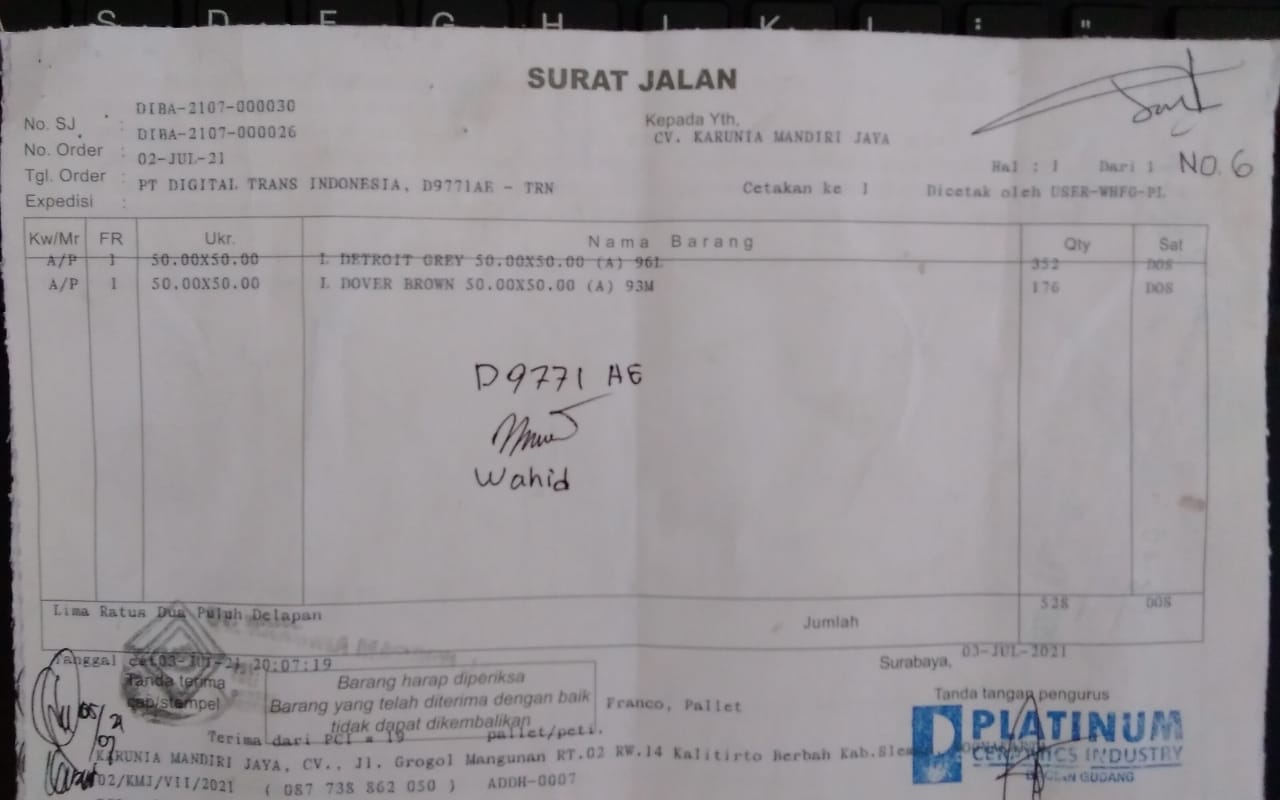 S D F G H J K L : "
SURAT JALAN
No. SJ : DIBA-2107-000030
No. Order : DIBA-2107-000026
Tgl. Order : 02-JUL-21
Expedisi : PT DIGITAL TRANS INDONESIA, D9771AE - TRN
Kepada Yth,
CV. KARUNIA MANDIRI JAYA
Hal : 1 Dari 1 NO. 6
Cetakan ke 1 Dicetak oleh USER-WHFG-PL
Kw/Mr FR Ukr. Nama Barang Qty Sat
A/P 1 50.00X50.00 I. DETROIT GREY 50.00X50.00 (A) 96L 352 DOS
A/P 1 50.00X50.00 I. DOVER BROWN 50.00X50.00 (A) 93M 176 DOS
D 9771 AE
Wahid
Lima Ratus Dua Puluh Delapan
Jumlah 528 DOS
Tanggal cet 03-JUL-21 20:07:19
Surabaya, 03-JUL-2021
Tanda terima
cap/stempel
Barang harap diperiksa
Barang yang telah diterima dengan baik
tidak dapat dikembalikan
Franco, Pallet
Tanda tangan pengurus
05/07/21
PLATINUM
CERAMICS INDUSTRY
BAGIAN GUDANG
Terima dari PCI = 19 pallet/peti.
KARUNIA MANDIRI JAYA, CV., Jl. Grogol Mangunan RT.02 RW.14 Kalitirto Berbah Kab.Slem
02/KMJ/VII/2021 ( 087 738 862 050 ) ADDH-0007